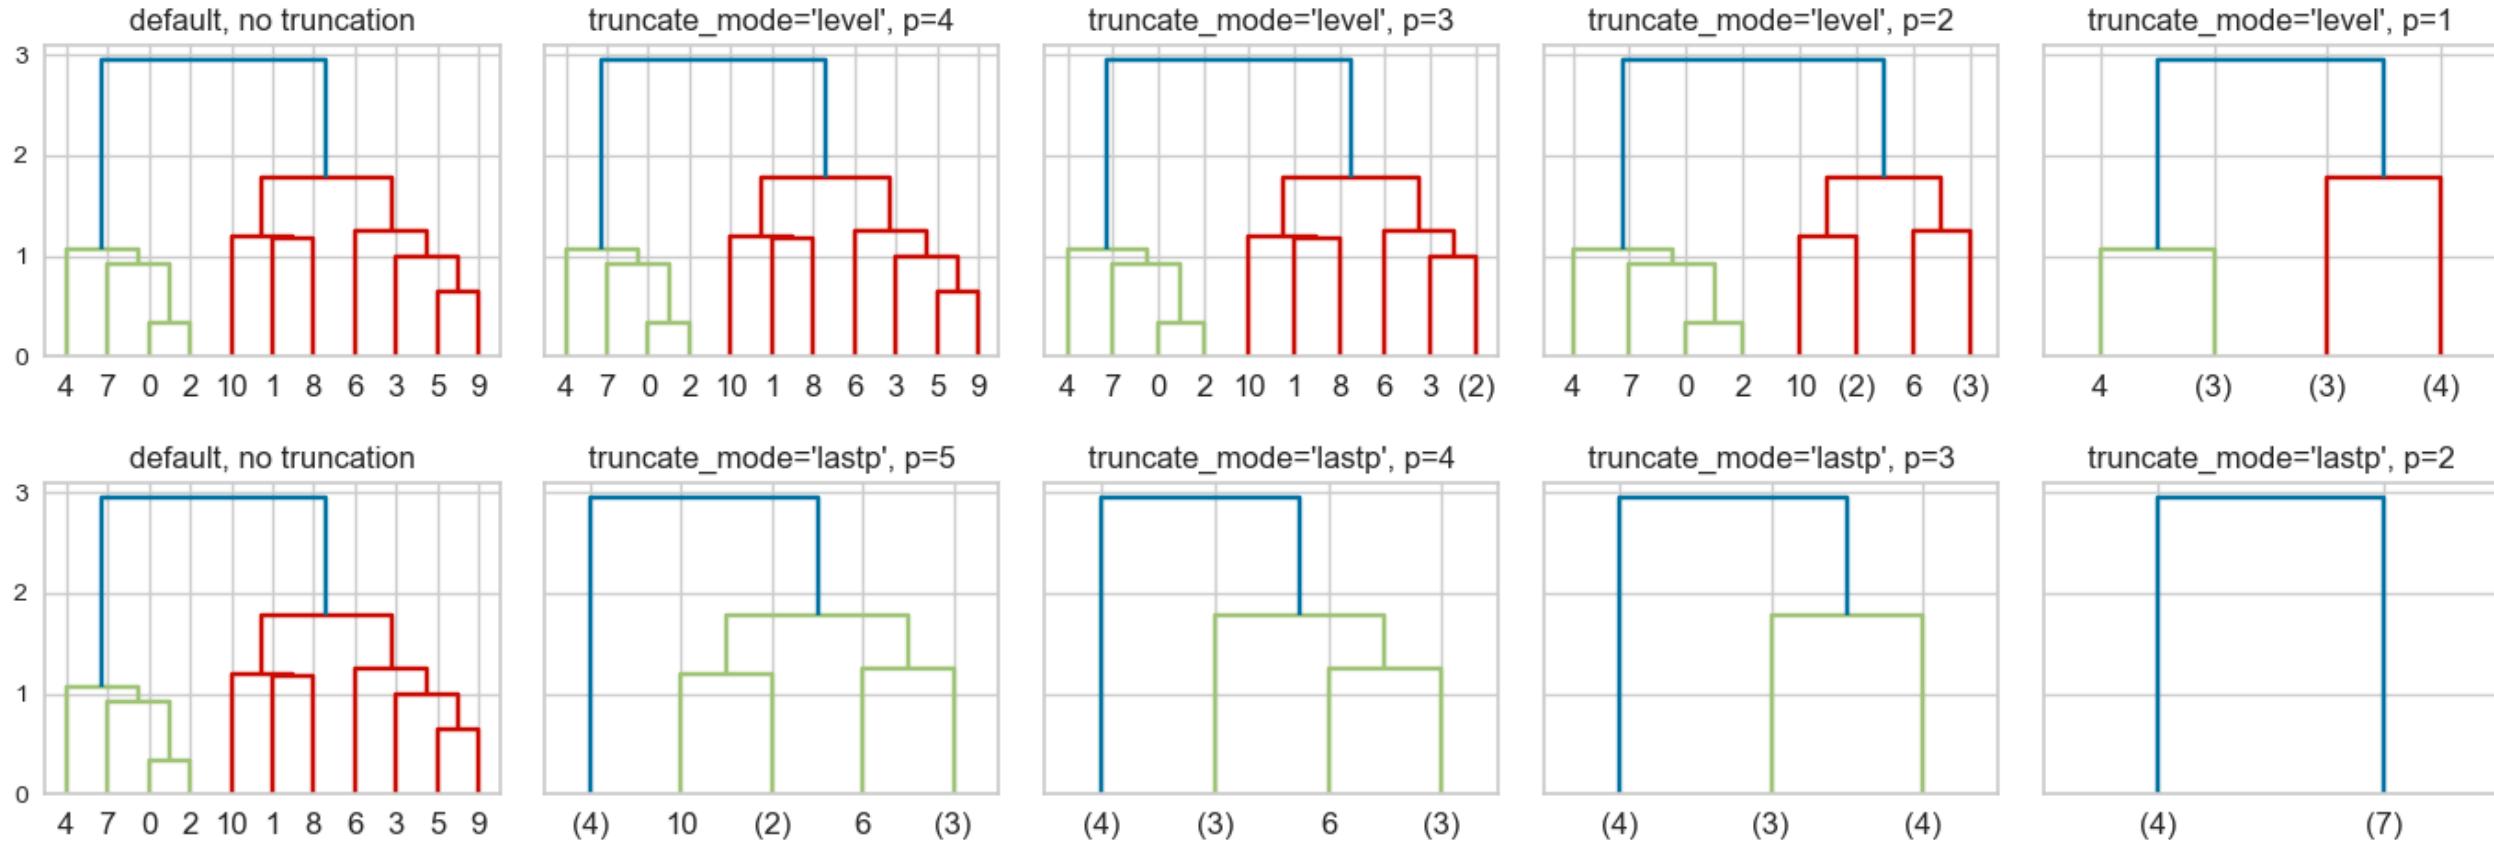 default, no truncation
truncate_mode='level', p=4
truncate_mode='level', p=3
truncate_mode='level', p=2
truncate_mode='level', p=1
3
2
1
0
4 7 0 2 10 1 8 6 3 5 9
4 7 0 2 10 1 8 6 3 5 9
4 7 0 2 10 1 8 6 3 (2)
4 7 0 2 10 (2) 6 (3)
4 (3) (3) (4)
default, no truncation
truncate_mode='lastp', p=5
truncate_mode='lastp', p=4
truncate_mode='lastp', p=3
truncate_mode='lastp', p=2
3
2
1
0
4 7 0 2 10 1 8 6 3 5 9
(4) 10 (2) 6 (3)
(4) (3) 6 (3)
(4) (3) (4)
(4) (7)